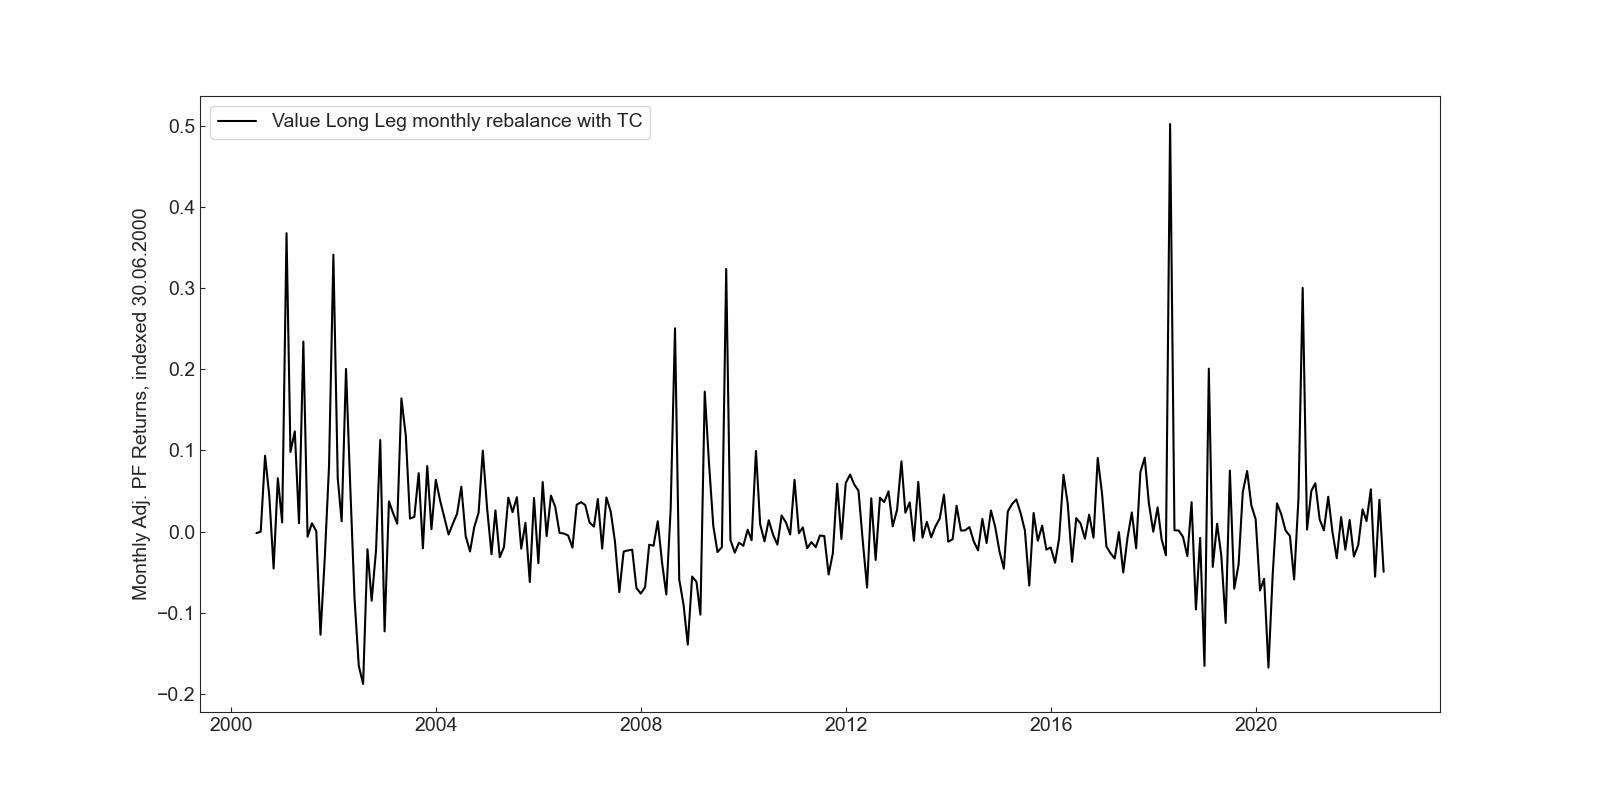 Value Long Leg monthly rebalance with TC
Monthly Adj. PF Returns, indexed 30.06.2000
0.5
0.4
0.3
0.2
0.1
0.0
−0.1
−0.2
2000 2004 2008 2012 2016 2020